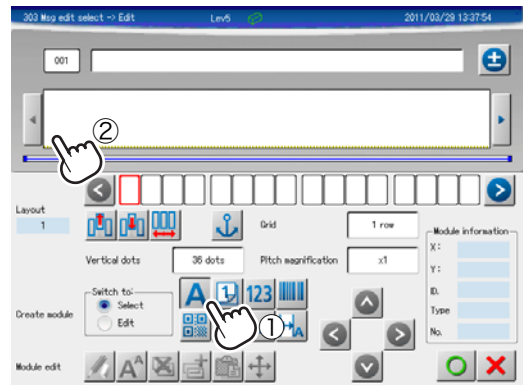 303 Msg edit select -> Edit Lev5 2011/03/29 13:37:54
001
②
Layout
1
Grid
1 row
Module information
X:
Vertical dots
36 dots
Pitch magnification
x1
Y:
Switch to:
Select
Edit
A
1
123
ID.
Create module
①
A
Type
No.
Module edit
A